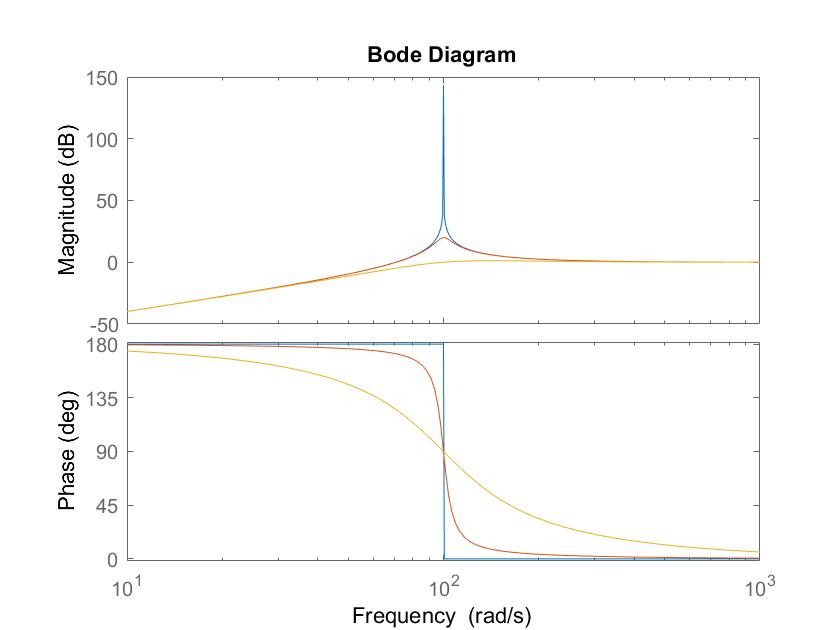 Bode Diagram
Magnitude (dB)
150
100
50
0
-50
Phase (deg)
180
135
90
45
0
10^1 10^2 10^3
Frequency (rad/s)